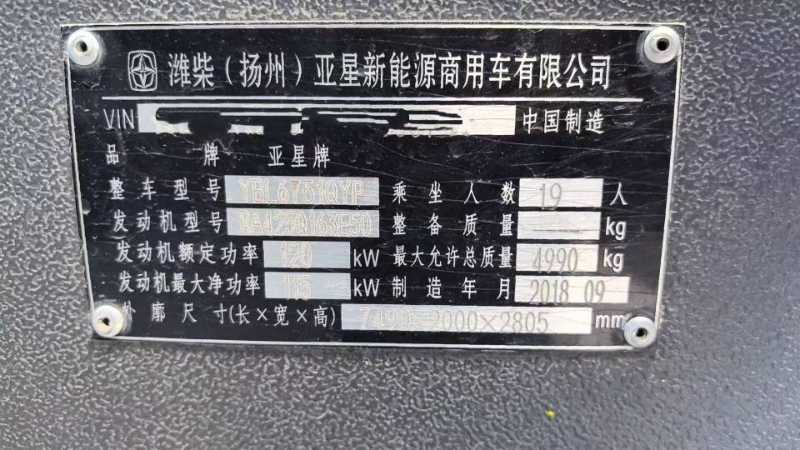 潍柴(扬州)亚星新能源商用车有限公司
VIN 中国制造
品牌 亚星牌
整车型号 乘坐人数 19 人
发动机型号 整备质量 kg
发动机额定功率 kW 最大允许总质量 4990 kg
发动机最大净功率 kW 制造年月 2018 09
外廓尺寸(长×宽×高) 2000×2805 mm